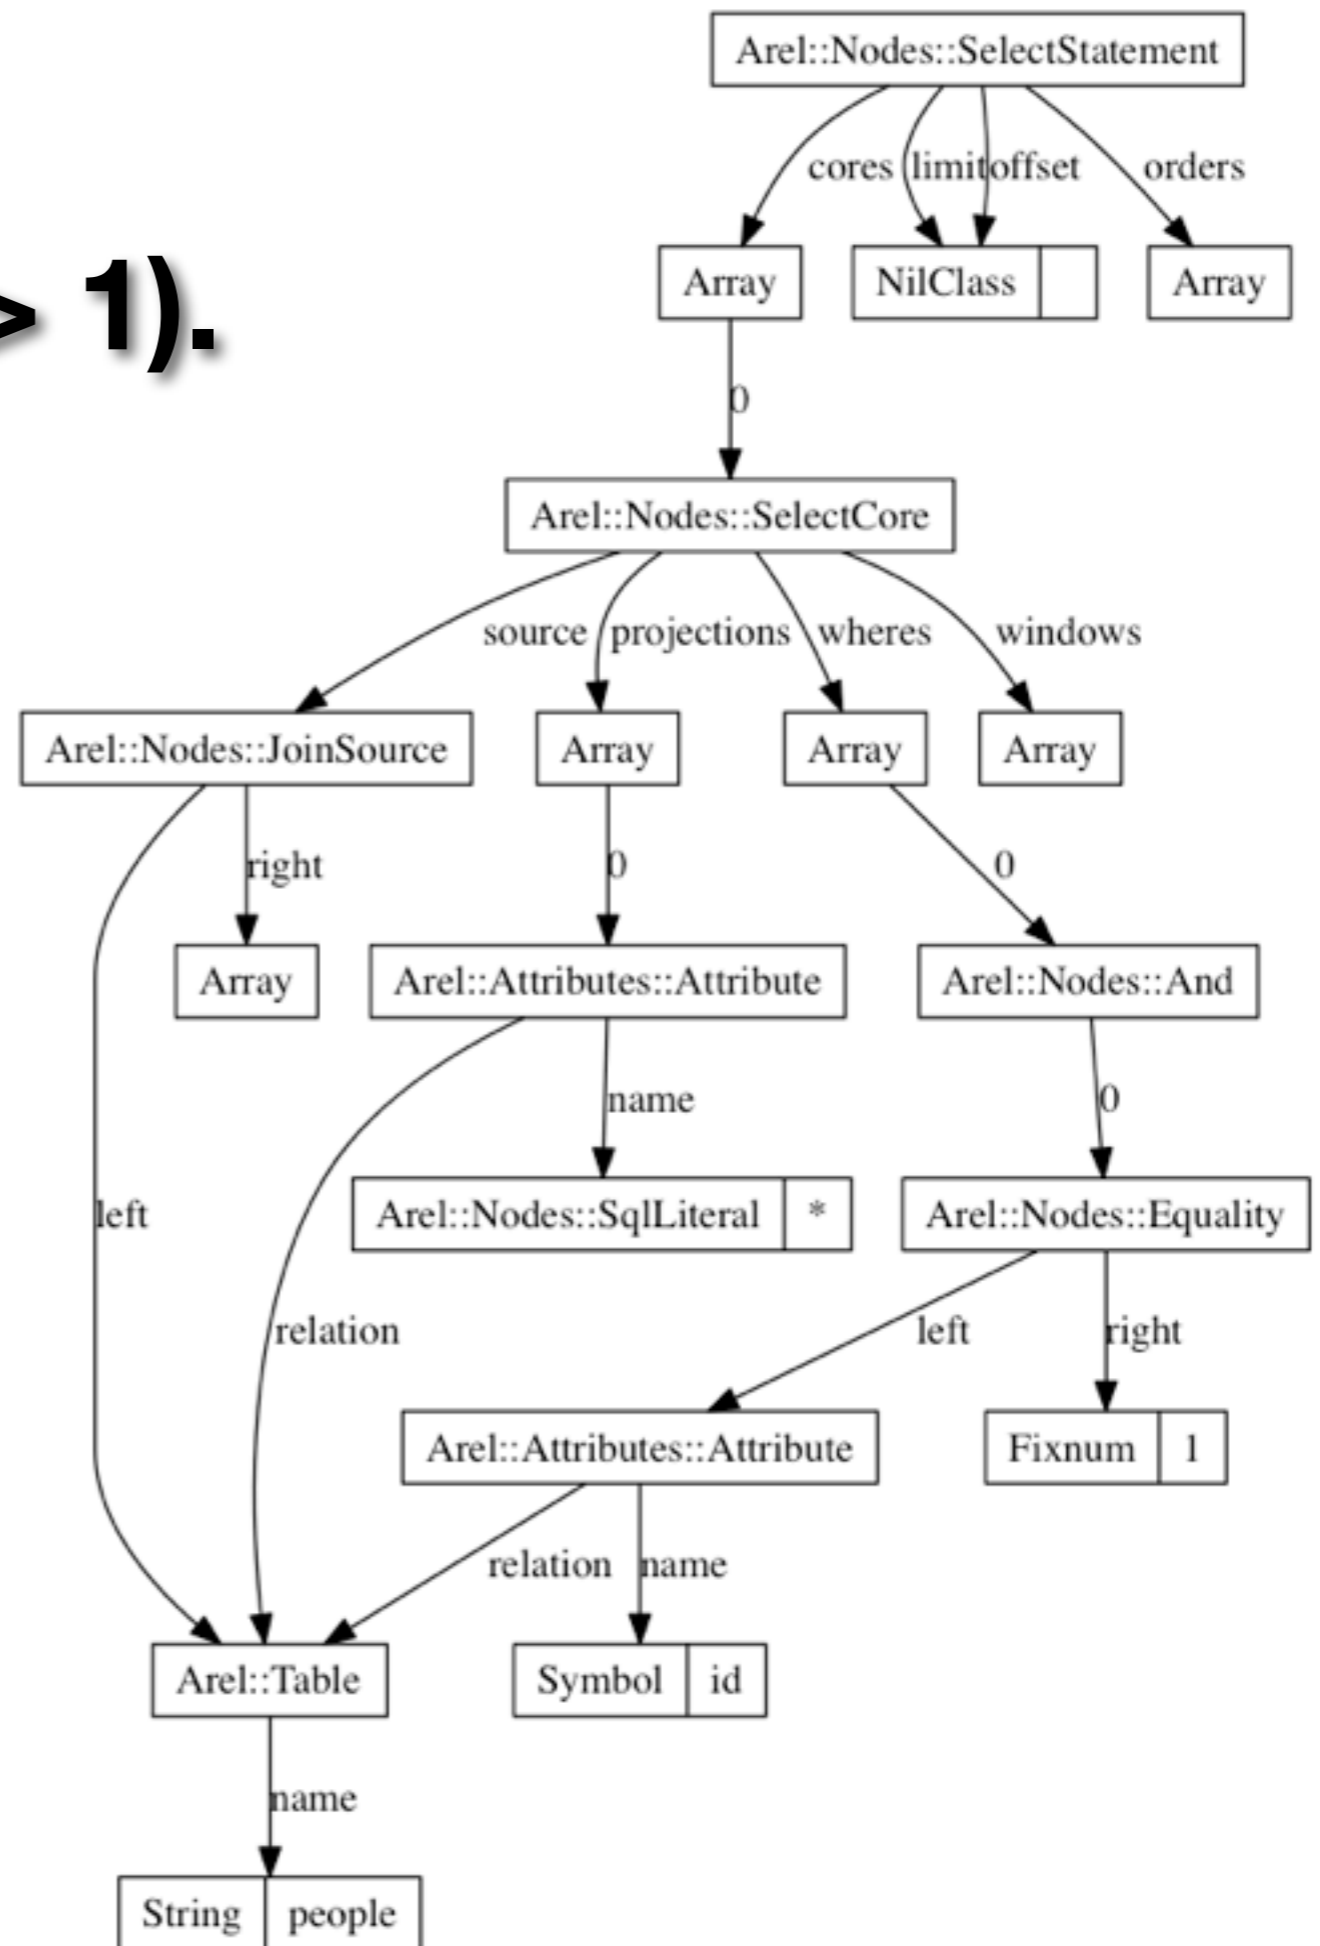 Arel::Nodes::SelectStatement
cores limit offset orders
> 1).
Array NilClass Array
0
Arel::Nodes::SelectCore
source projections wheres windows
Arel::Nodes::JoinSource Array Array Array
right 0 0
Array Arel::Attributes::Attribute Arel::Nodes::And
name 0
left Arel::Nodes::SqlLiteral * Arel::Nodes::Equality
relation left right
Arel::Attributes::Attribute Fixnum 1
relation name
Arel::Table Symbol id
name
String people